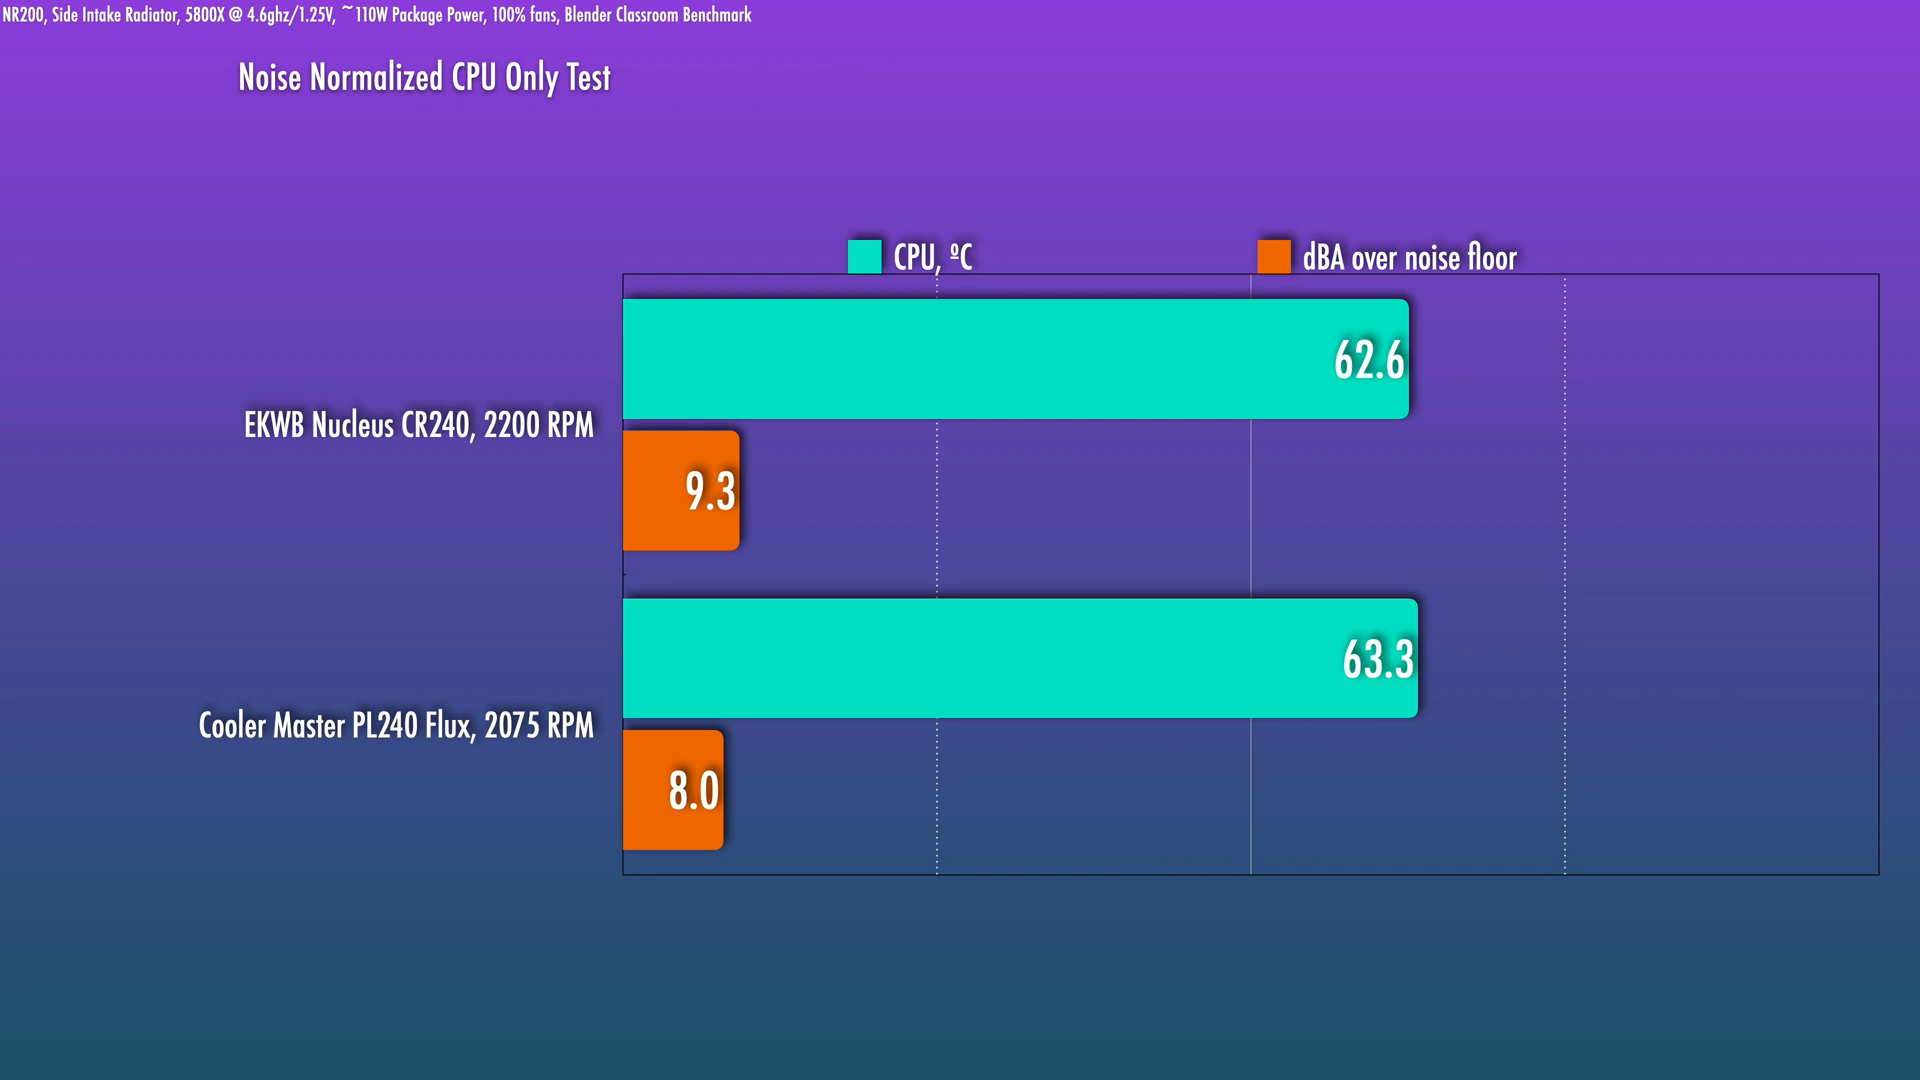 NR200, Side Intake Radiator, 5800X @ 4.6ghz/1.25V, ~110W Package Power, 100% fans, Blender Classroom Benchmark
Noise Normalized CPU Only Test
CPU, ºC
dBA over noise floor
62.6
EKWB Nucleus CR240, 2200 RPM
9.3
63.3
Cooler Master PL240 Flux, 2075 RPM
8.0